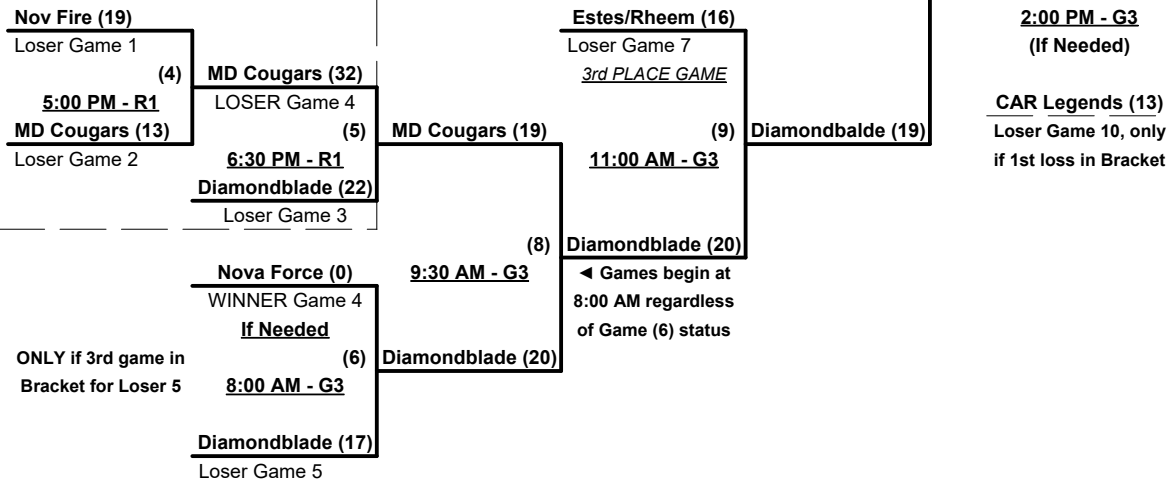 Nov Fire (19)
Loser Game 1
(4)
5:00 PM - R1
MD Cougars (13)
Loser Game 2
MD Cougars (32)
LOSER Game 4
(5)
6:30 PM - R1
Diamondblade (22)
Loser Game 3
MD Cougars (19)
(8)
9:30 AM - G3
Nova Force (0)
WINNER Game 4
If Needed
(6)
8:00 AM - G3
ONLY if 3rd game in
Bracket for Loser 5
Diamondblade (17)
Loser Game 5
Diamondblade (20)
Estes/Rheem (16)
Loser Game 7
3rd PLACE GAME
(9)
11:00 AM - G3
Diamondblade (20)
◄ Games begin at
8:00 AM regardless
of Game (6) status
Diamondbalde (19)
2:00 PM - G3
(If Needed)
CAR Legends (13)
Loser Game 10, only
if 1st loss in Bracket